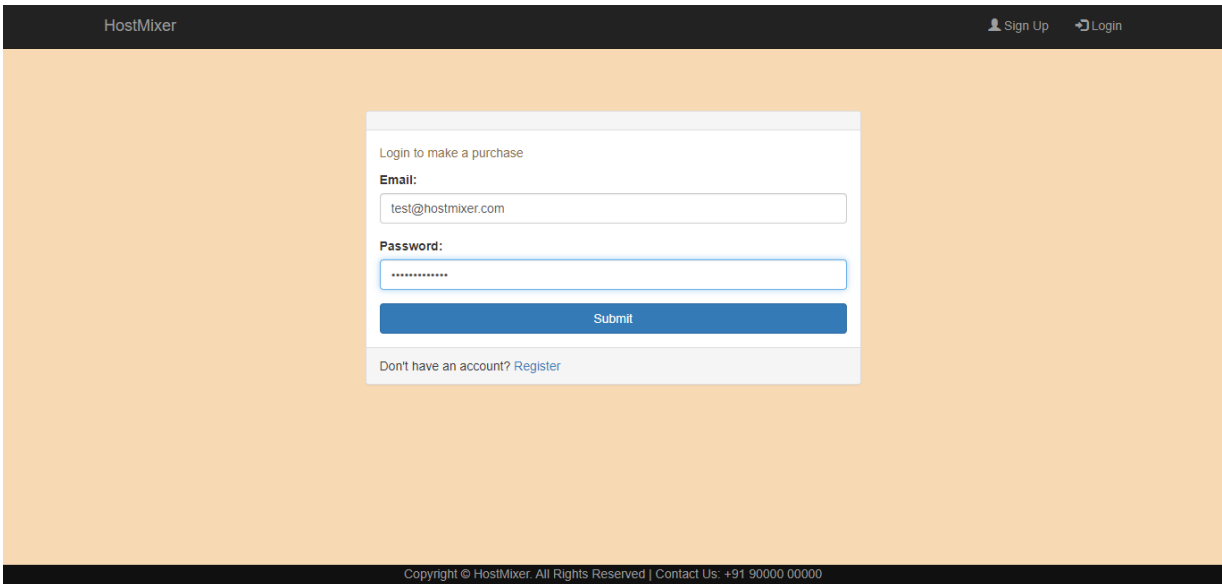 HostMixer
Sign Up Login
Login to make a purchase
Email:
test@hostmixer.com
Password:
•••••••••••••
Submit
Don't have an account? Register
Copyright © HostMixer. All Rights Reserved | Contact Us: +91 90000 00000